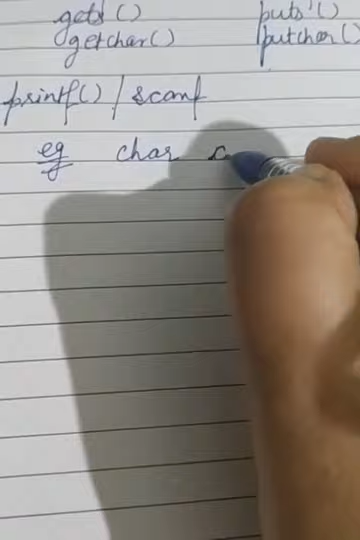 gets() puts()
getchar() putchar()
printf() / scanf
eg char c